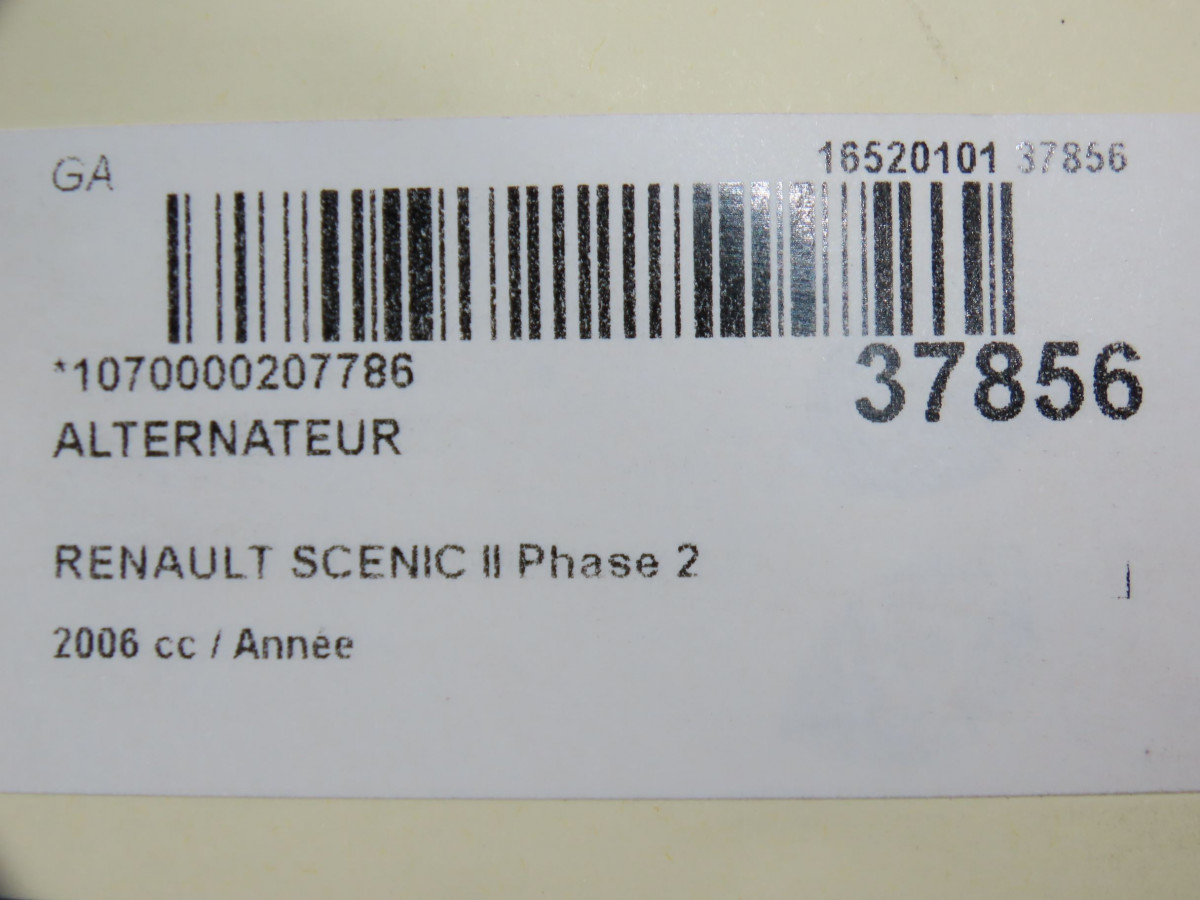 GA
16520101 37856
*1070000207786
37856
ALTERNATEUR
RENAULT SCENIC II Phase 2
2006 cc / Année